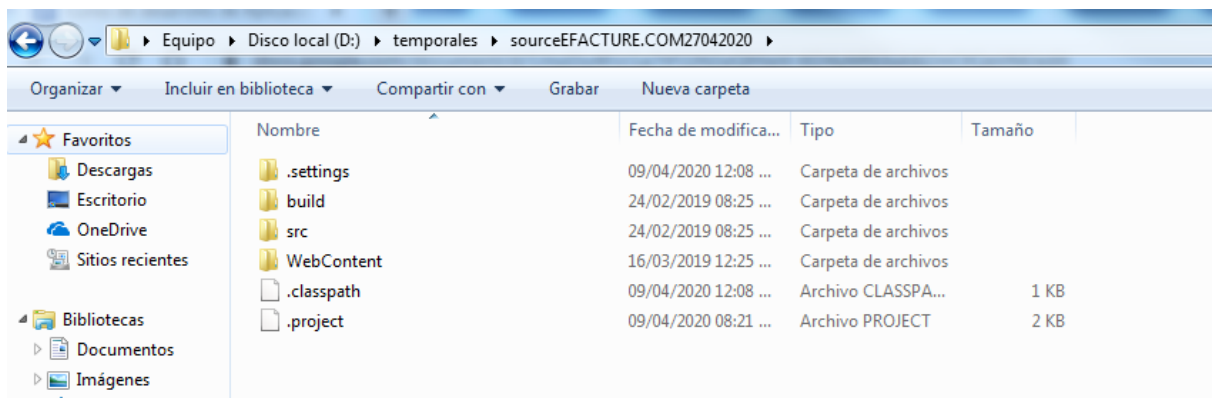 Equipo Disco local (D:) temporales sourceEFACTURE.COM27042020
Organizar Incluir en biblioteca Compartir con Grabar Nueva carpeta
Favoritos
Descargas
Escritorio
OneDrive
Sitios recientes
Bibliotecas
Documentos
Imágenes
Nombre Fecha de modifica... Tipo Tamaño
.settings 09/04/2020 12:08 ... Carpeta de archivos
build 24/02/2019 08:25 ... Carpeta de archivos
src 24/02/2019 08:25 ... Carpeta de archivos
WebContent 16/03/2019 12:25 ... Carpeta de archivos
.classpath 09/04/2020 12:08 ... Archivo CLASSPA... 1 KB
.project 09/04/2020 08:21 ... Archivo PROJECT 2 KB